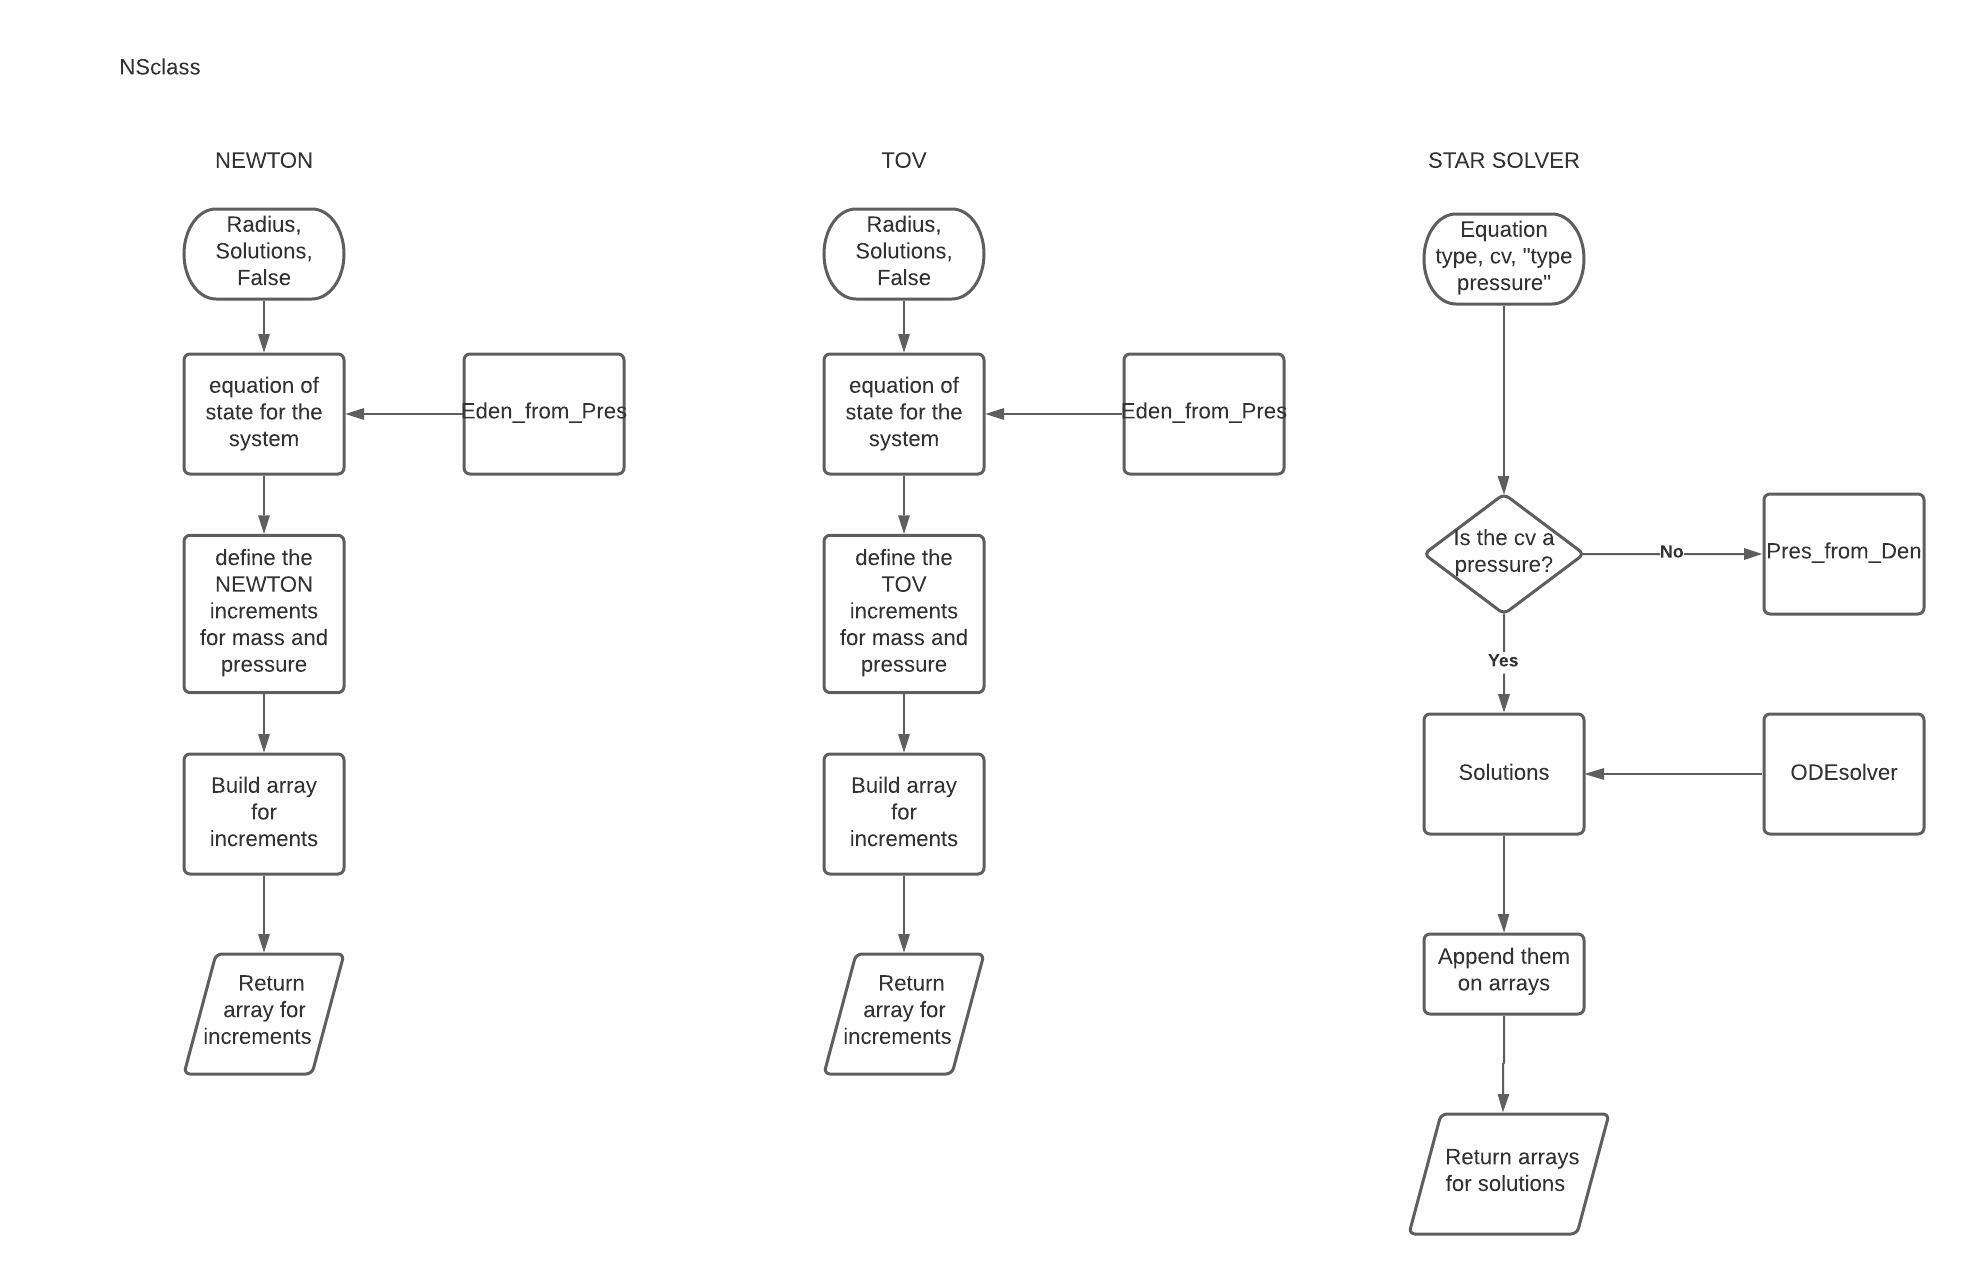 NSclass
NEWTON
Radius,
Solutions,
False
equation of
state for the
system
Eden_from_Pres
define the
NEWTON
increments
for mass and
pressure
Build array
for
increments
Return
array for
increments
TOV
Radius,
Solutions,
False
equation of
state for the
system
Eden_from_Pres
define the
TOV
increments
for mass and
pressure
Build array
for
increments
Return
array for
increments
STAR SOLVER
Equation
type, cv, "type
pressure"
Is the cv a
pressure?
No
Pres_from_Den
Yes
Solutions
ODEsolver
Append them
on arrays
Return arrays
for solutions